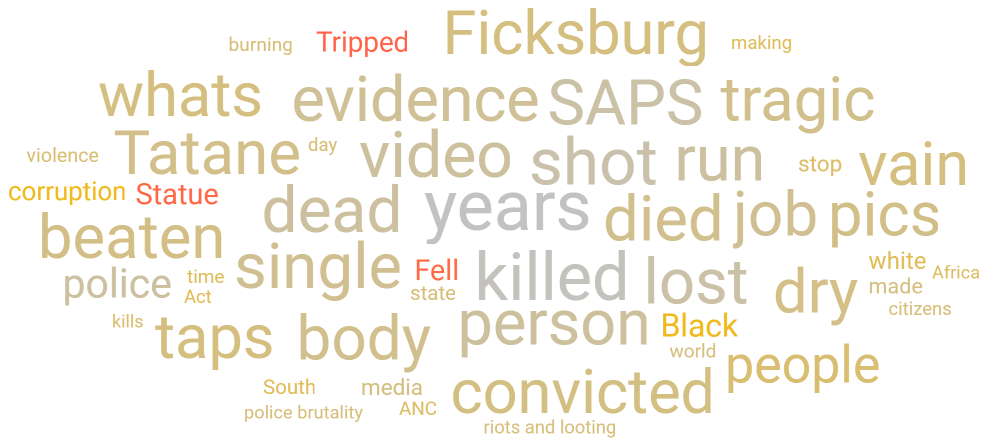 burning Tripped Ficksburg making
whats evidence SAPS tragic
violence Tatane day video shot run stop vain
corruption Statue dead years died job pics
beaten single Fell killed lost white Africa
police time state dry made
Act citizens
kills taps body person Black
world people
South media convicted
police brutality ANC
riots and looting